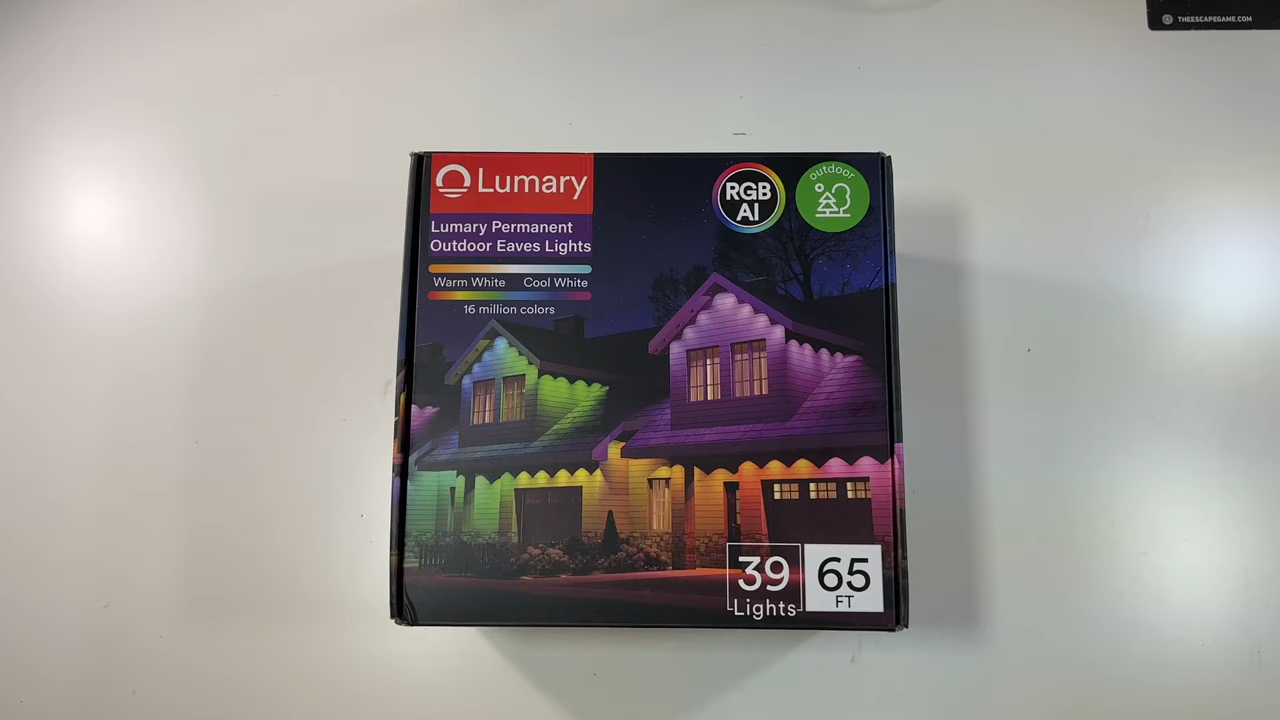 THEESCAPEGAME.COM
Lumary
Lumary Permanent
Outdoor Eaves Lights
Warm White Cool White
16 million colors
RGB
AI
outdoor
39
Lights
65
FT